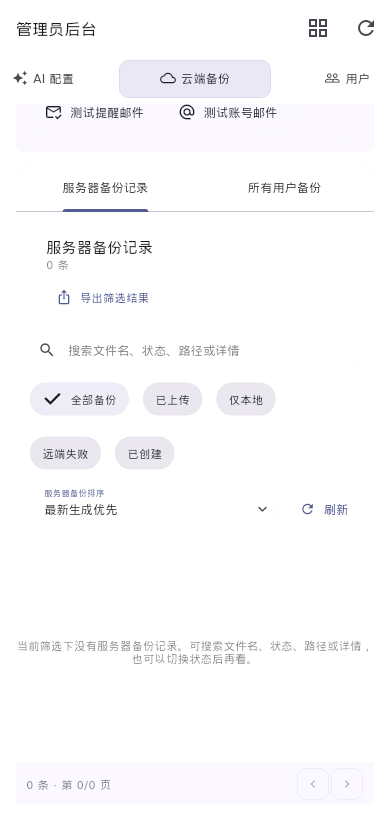 管理员后台
AI 配置
云端备份
用户
测试提醒邮件
测试账号邮件
服务器备份记录
所有用户备份
服务器备份记录
0 条
导出筛选结果
搜索文件名、状态、路径或详情
全部备份
已上传
仅本地
远端失败
已创建
服务器备份排序
最新生成优先
刷新
当前筛选下没有服务器备份记录。可搜索文件名、状态、路径或详情，
也可以切换状态后再看。
0 条 · 第 0/0 页